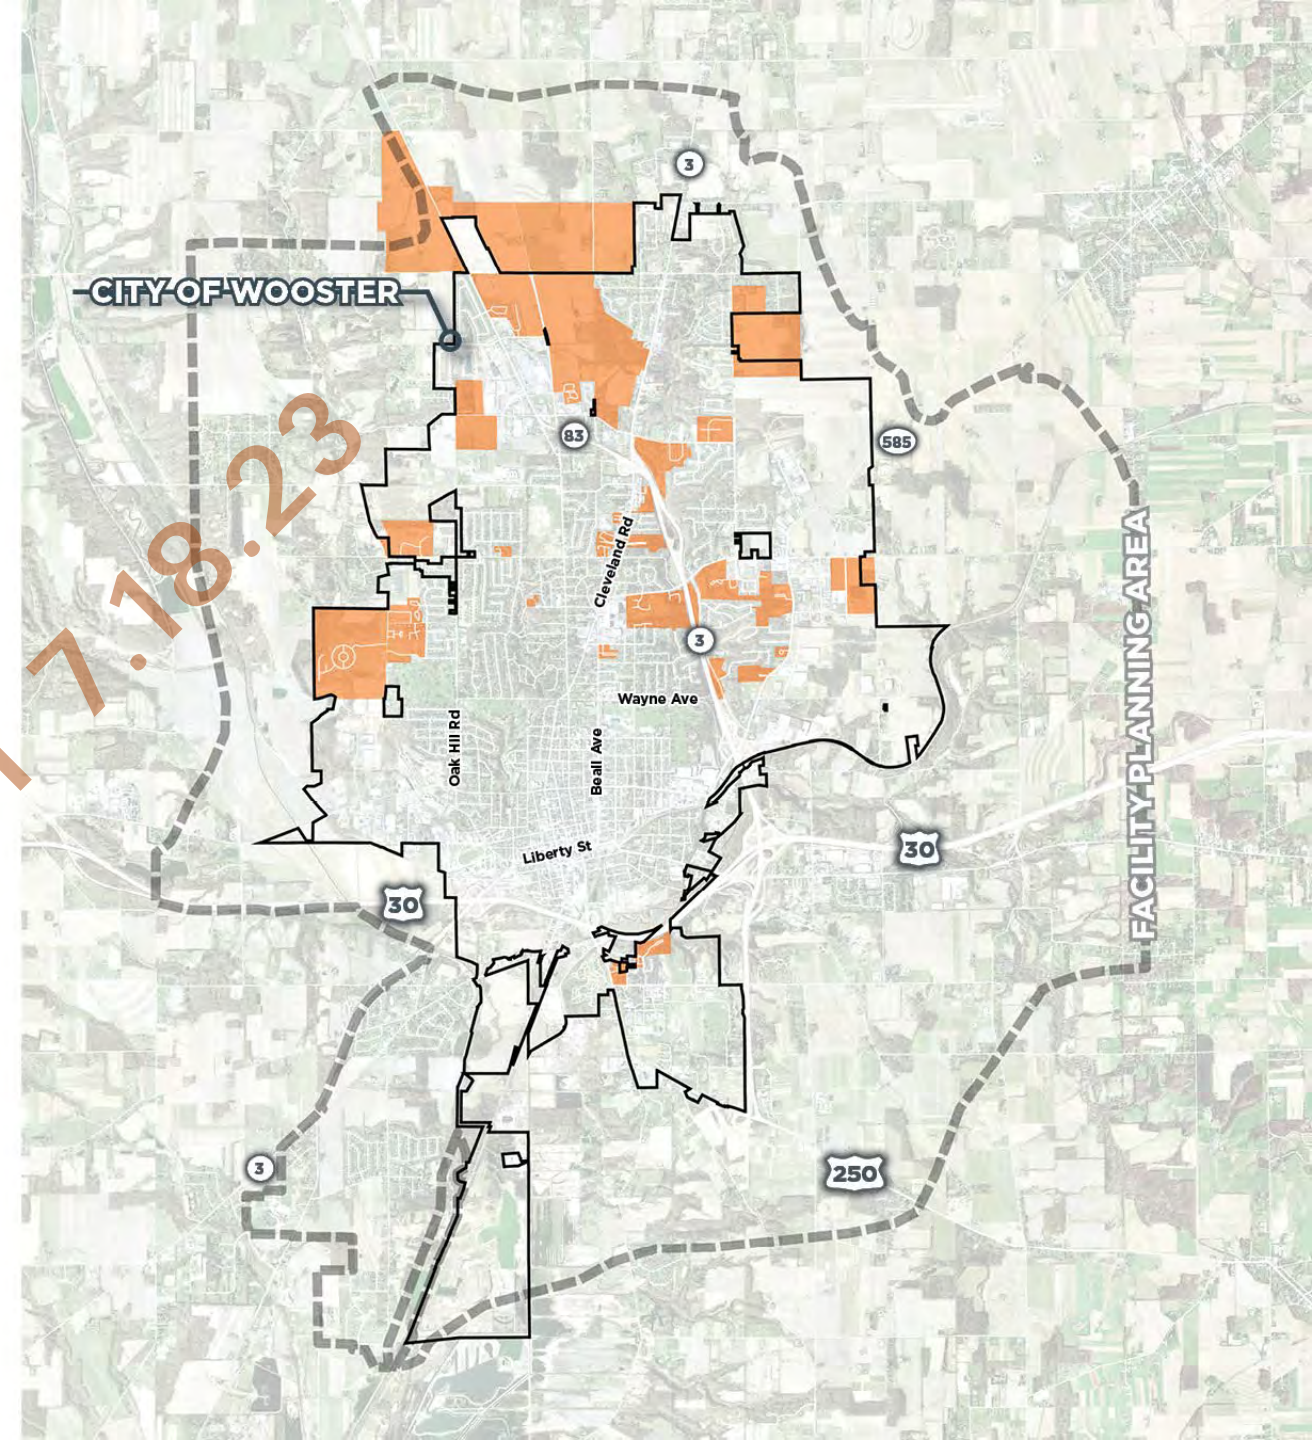 3
CITY OF WOOSTER
7.18.23
83
585
Cleveland Rd
FACILITY PLANNING AREA
3
Wayne Ave
Oak Hil Rd
Beall Ave
Liberty St
30
30
3
250